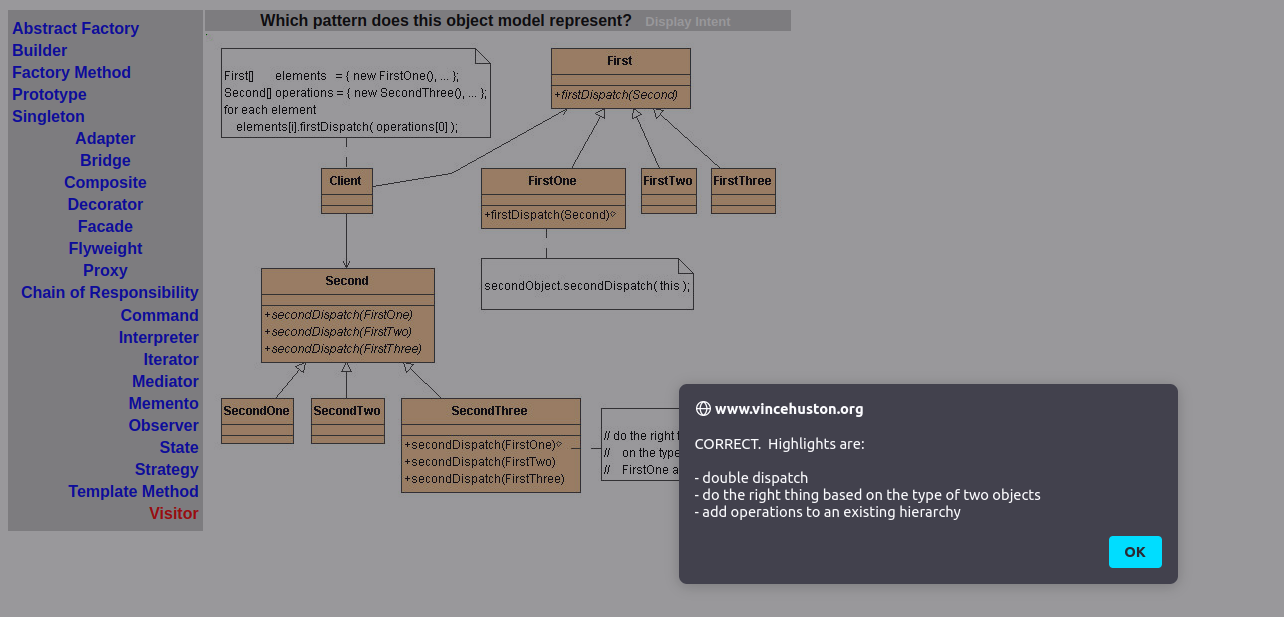 Which pattern does this object model represent? Display Intent
Abstract Factory
Builder
Factory Method
Prototype
Singleton
Adapter
Bridge
Composite
Decorator
Facade
Flyweight
Proxy
Chain of Responsibility
Command
Interpreter
Iterator
Mediator
Memento
Observer
State
Strategy
Template Method
Visitor
First[] elements = { new FirstOne(), ... };
Second[] operations = { new SecondThree(), ... };
for each element
elements[i].firstDispatch( operations[0] );
First
+firstDispatch(Second)
Client
FirstOne
+firstDispatch(Second)
FirstTwo
FirstThree
secondObject.secondDispatch( this );
Second
+secondDispatch(FirstOne)
+secondDispatch(FirstTwo)
+secondDispatch(FirstThree)
SecondOne
SecondTwo
SecondThree
+secondDispatch(FirstOne)
+secondDispatch(FirstTwo)
+secondDispatch(FirstThree)
// do the right
// on the type
// FirstOne a
www.vincehuston.org
CORRECT. Highlights are:
- double dispatch
- do the right thing based on the type of two objects
- add operations to an existing hierarchy
OK